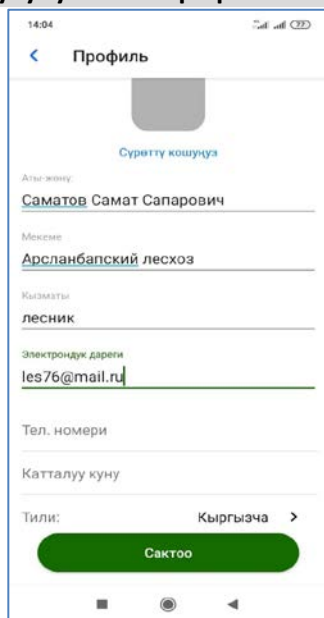 14:04
Профиль
Сүрөттү кошуңуз
Аты-жөнү:
Саматов Самат Сапарович
Мекеме
Арсланбапский лесхоз
Кызматы
лесник
Электрондук дареги
les76@mail.ru
Тел. номери
Катталуу куну
Тили: Кыргызча >
Сактоо